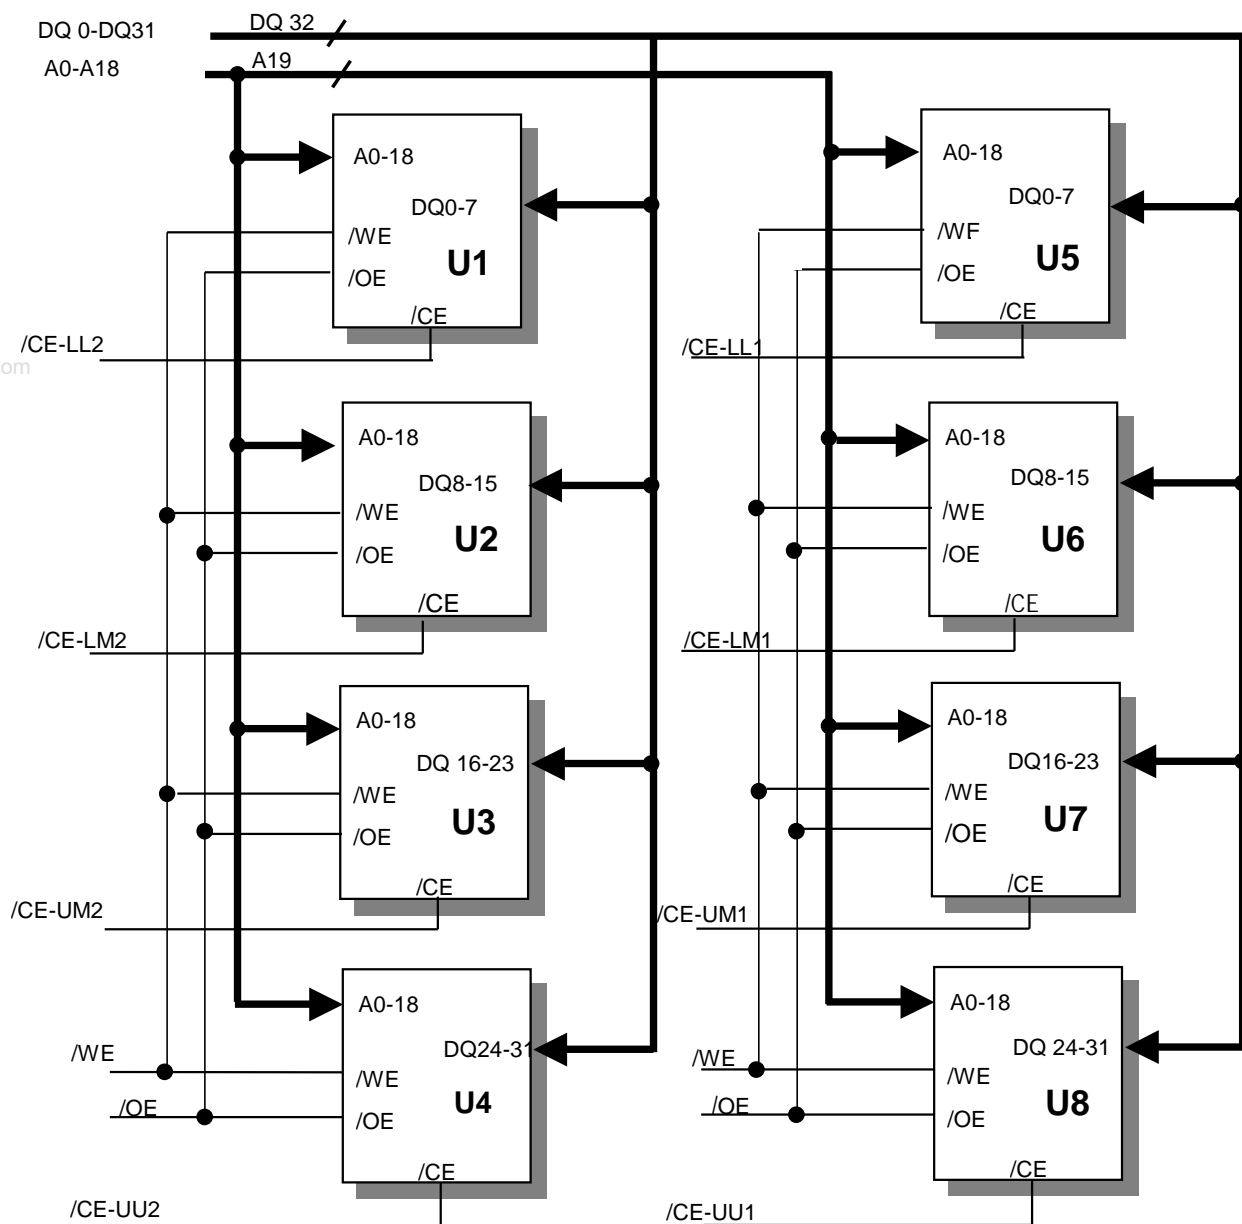 DQ 0-DQ31
DQ 32
A0-A18
A19
A0-18
DQ0-7
/WE
U1
/OE
/CE
/CE-LL2
om
A0-18
DQ8-15
/WE
U2
/OE
/CE
/CE-LM2
A0-18
DQ 16-23
/WE
U3
/OE
/CE
/CE-UM2
A0-18
DQ24-31
/WE
/WE
U4
/OE
/OE
/CE
/CE-UU2
A0-18
DQ0-7
/WF
U5
/OE
/CE
/CE-LL1
A0-18
DQ8-15
/WE
U6
/OE
/CE
/CE-LM1
A0-18
DQ16-23
/WE
U7
/OE
/CE
/CE-UM1
A0-18
DQ 24-31
/WE
/WE
U8
/OE
/OE
/CE
/CE-UU1